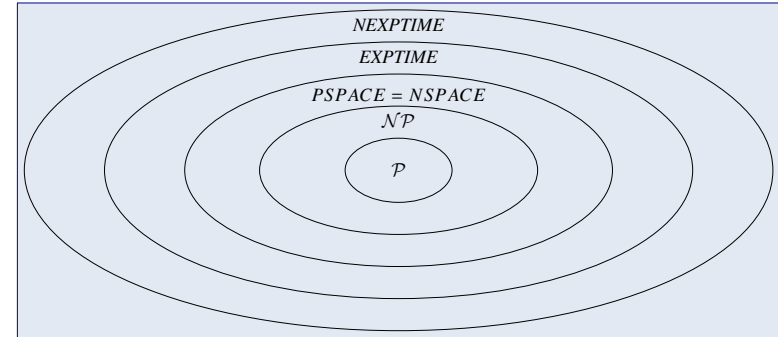 NEXPTIME
EXPTIME
PSPACE = NSPACE
𝒩𝒫
𝒫